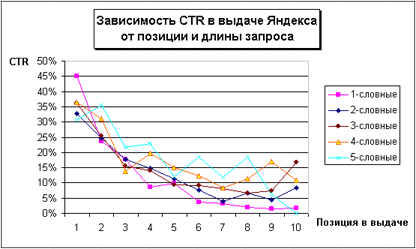 Зависимость CTR в выдаче Яндекса
от позиции и длины запроса
CTR
50%
45%
40%
35%
30%
25%
20%
15%
10%
5%
0%
1 2 3 4 5 6 7 8 9 10
Позиция в выдаче
1-словные
2-словные
3-словные
4-словные
5-словные